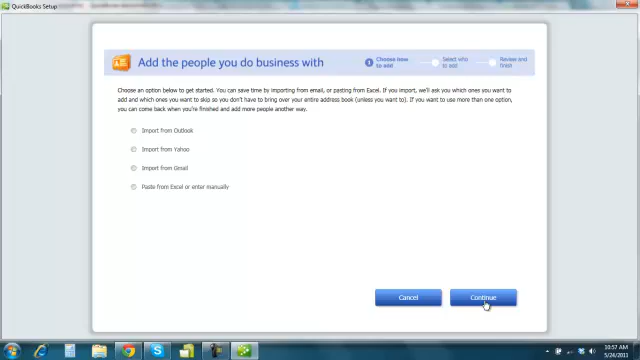 QuickBooks Setup
Add the people you do business with
1 Choose how to add
Select who to add
Review and finish
Choose an option below to get started. You can save time by importing from email, or pasting from Excel. If you import, we'll ask you which ones you want to
add and which ones you want to skip so you don't have to bring over your entire address book (unless you want to). If you want to use more than one option,
you can come back when you're finished and add more people another way.
Import from Outlook
Import from Yahoo
Import from Gmail
Paste from Excel or enter manually
Cancel
Continue
10:57 AM
5/24/2011